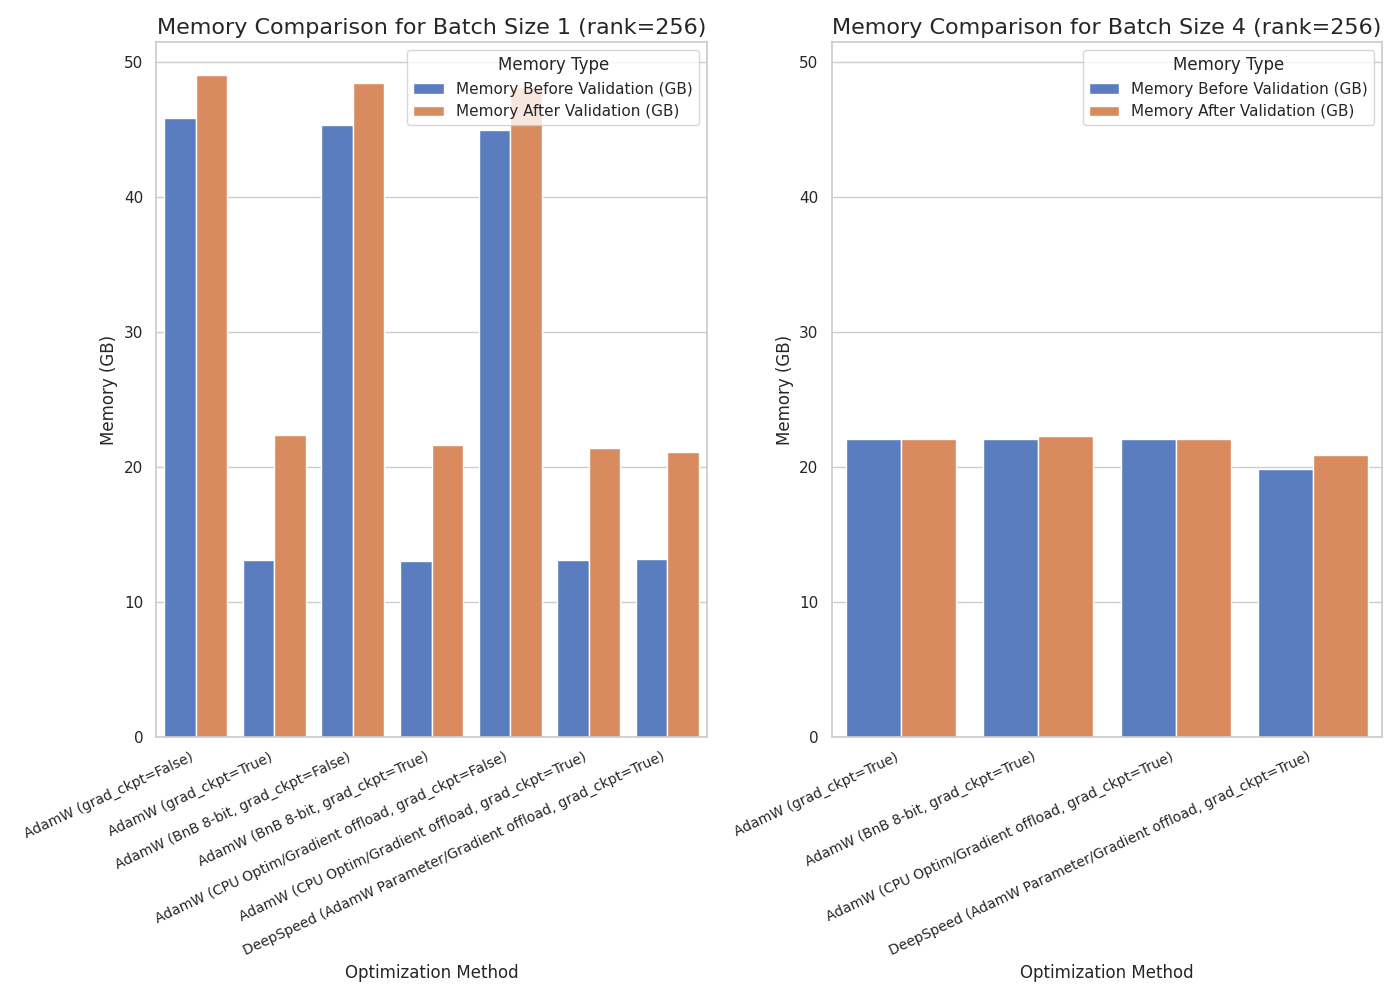 Memory Comparison for Batch Size 1 (rank=256)
Memory Type
Memory Before Validation (GB)
Memory After Validation (GB)
50
40
30
20
10
0
Memory (GB)
AdamW (grad_ckpt=False)
AdamW (grad_ckpt=True)
AdamW (BnB 8-bit, grad_ckpt=False)
AdamW (BnB 8-bit, grad_ckpt=True)
AdamW (CPU Optim/Gradient offload, grad_ckpt=False)
AdamW (CPU Optim/Gradient offload, grad_ckpt=True)
DeepSpeed (AdamW Parameter/Gradient offload, grad_ckpt=True)
Optimization Method
Memory Comparison for Batch Size 4 (rank=256)
Memory Type
Memory Before Validation (GB)
Memory After Validation (GB)
50
40
30
20
10
0
Memory (GB)
AdamW (grad_ckpt=True)
AdamW (BnB 8-bit, grad_ckpt=True)
AdamW (CPU Optim/Gradient offload, grad_ckpt=True)
DeepSpeed (AdamW Parameter/Gradient offload, grad_ckpt=True)
Optimization Method